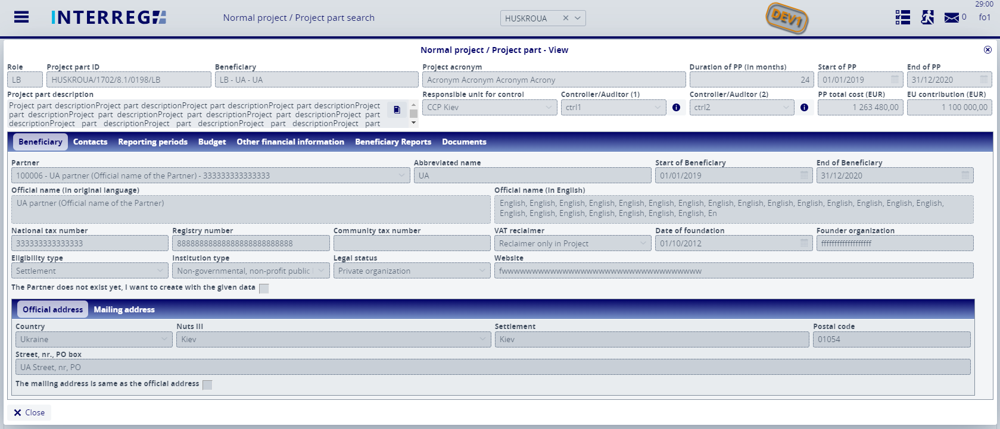 29:00
INTERREG
Normal project / Project part search
HUSKROUA
DEV1
0
fo1
Normal project / Project part - View
Role Project part ID Beneficiary Project acronym Duration of PP (in months) Start of PP End of PP
LB HUSKROUA/1702/8.1/0198/LB LB - UA - UA Acronym Acronym Acronym Acrony 24 01/01/2019 31/12/2020
Project part description Responsible unit for control Controller/Auditor (1) Controller/Auditor (2) PP total cost (EUR) EU contribution (EUR)
Project part descriptionProject part descriptionProject part descriptionProject part descriptionProject
part descriptionProject part descriptionProject part descriptionProject part descriptionProject part
descriptionProject part descriptionProject part descriptionProject part descriptionProject part
CCP Kiev ctrl1 ctrl2 1 263 480,00 1 100 000,00
Beneficiary Contacts Reporting periods Budget Other financial information Beneficiary Reports Documents
Partner Abbreviated name Start of Beneficiary End of Beneficiary
100006 - UA partner (Official name of the Partner) - 333333333333333 UA 01/01/2019 31/12/2020
Official name (in original language) Official name (in English)
UA partner (Official name of the Partner)
English, English, English, English, English, English, English, English, English, English, English, English, English, English, English,
English, English, English, English, English, English, English, En
National tax number Registry number Community tax number VAT reclaimer Date of foundation Founder organization
333333333333333 Reclaimer only in Project 01/10/2012
Eligibility type Institution type Legal status Website
Settlement Non-governmental, non-profit public Private organization
The Partner does not exist yet, I want to create with the given data
Official address Mailing address
Country Nuts III Settlement Postal code
Ukraine Kiev Kiev 01054
Street, nr., PO box
UA Street, nr, PO
The mailing address is same as the official address
Close